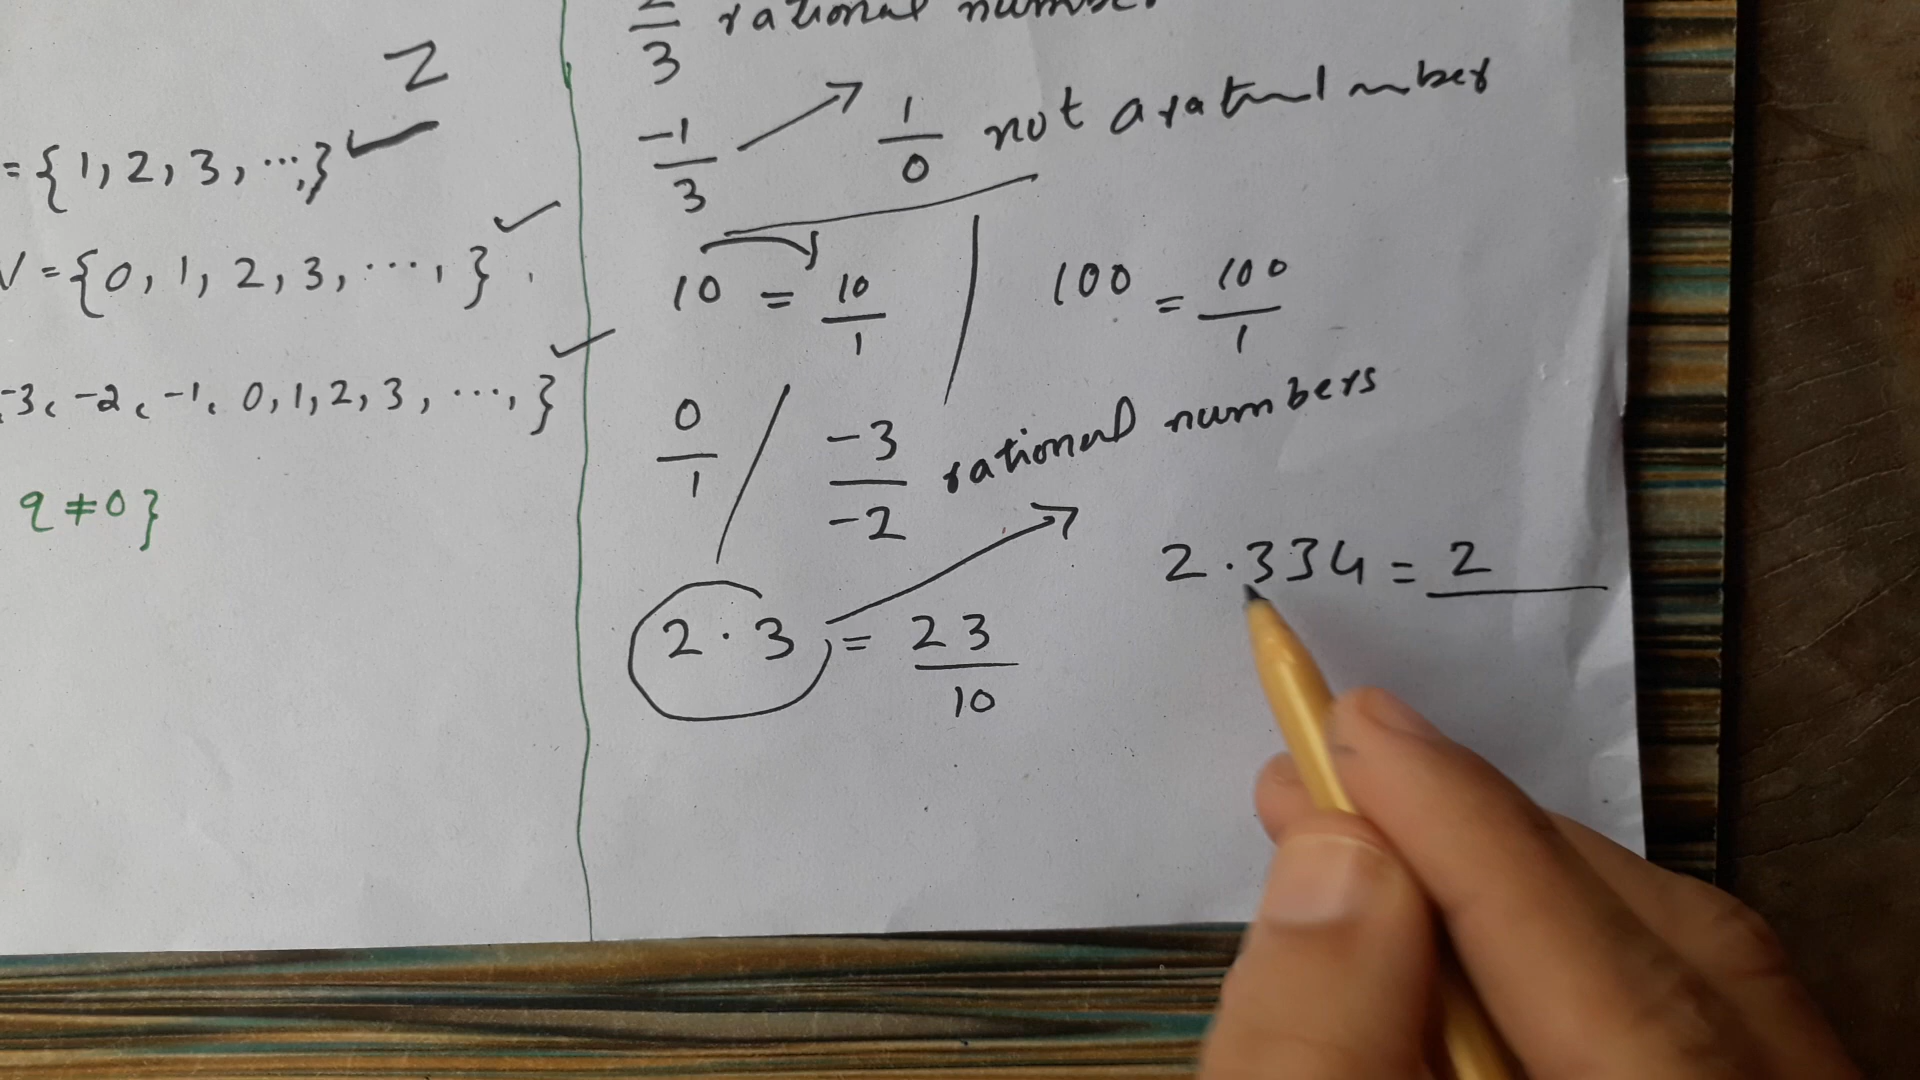 Z
= {1, 2, 3, ...,}
V = {0, 1, 2, 3, ..., }
-3, -2, -1, 0, 1, 2, 3, ..., }
q ≠ 0}
2/3 rational number
-1/3
1/0 not a rational number
10 = 10/1
100 = 100/1
0/1
-3/-2 rational numbers
2.334 = 2
2.3 = 23/10